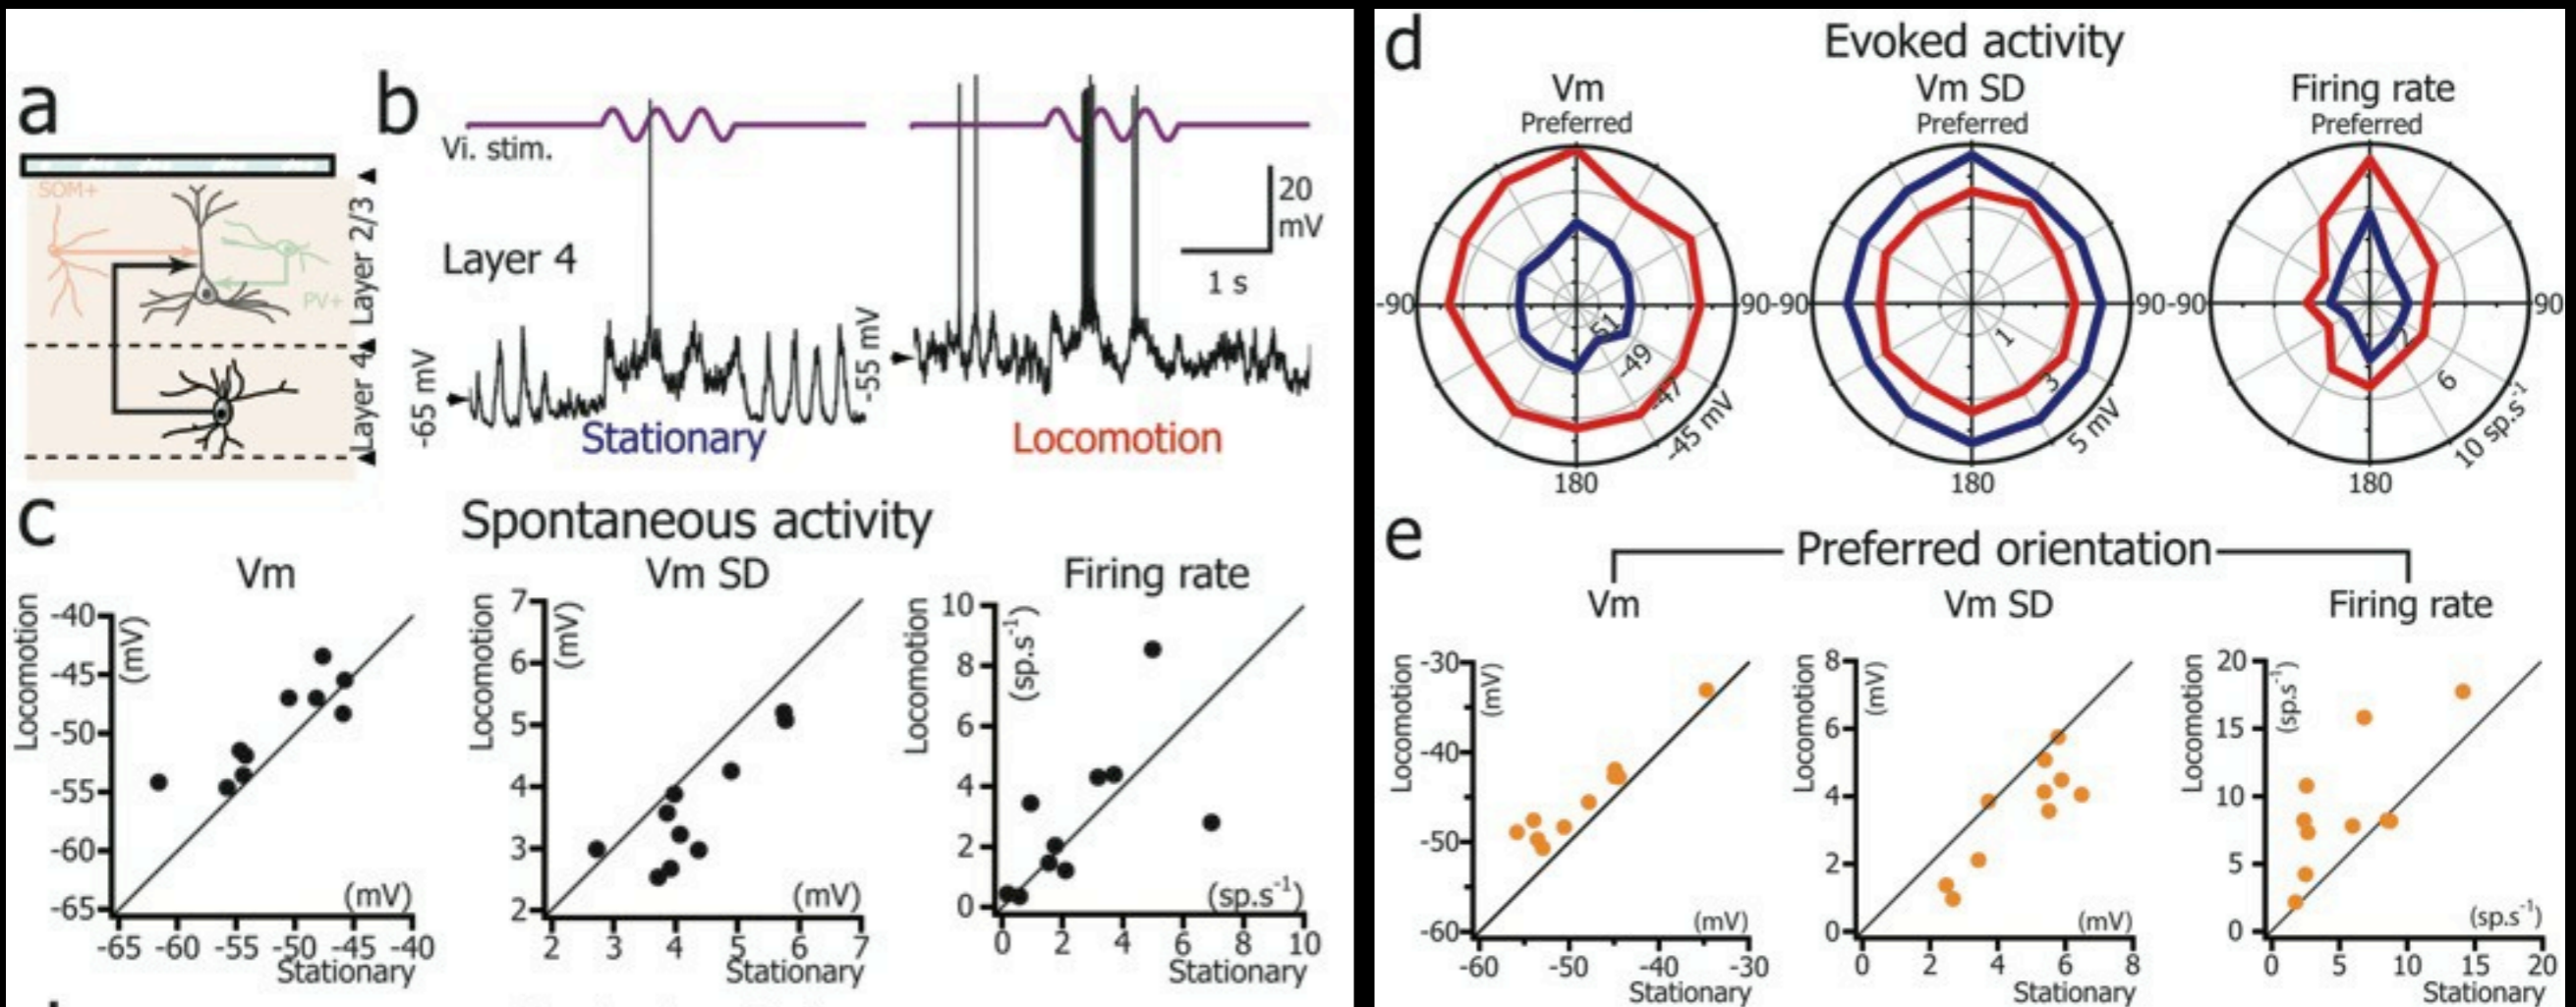 a
SOM+
PV+
Layer 2/3
Layer 4
b
Vi. stim.
Layer 4
20
mV
1 s
-65 mV
-55 mV
Stationary
Locomotion
c
Spontaneous activity
Vm
Locomotion
(mV)
-40
-45
-50
-55
-60
-65
(mV)
-65 -60 -55 -50 -45 -40
Stationary
Vm SD
Locomotion
(mV)
7
6
5
4
3
2
(mV)
2 3 4 5 6 7
Stationary
Firing rate
Locomotion
(sp.s-1)
10
8
6
4
2
0
(sp.s-1)
0 2 4 6 8 10
Stationary
d
Evoked activity
Vm
Preferred
-90
90
180
-49
-47
-45 mV
Vm SD
Preferred
-90
90
180
1
3
5 mV
Firing rate
Preferred
-90
90
180
2
6
10 sp.s-1
e
Preferred orientation
Vm
Locomotion
(mV)
-30
-40
-50
-60
(mV)
-60 -50 -40 -30
Stationary
Vm SD
Locomotion
(mV)
8
6
4
2
0
(mV)
0 2 4 6 8
Stationary
Firing rate
Locomotion
(sp.s-1)
20
15
10
5
0
(sp.s-1)
0 5 10 15 20
Stationary